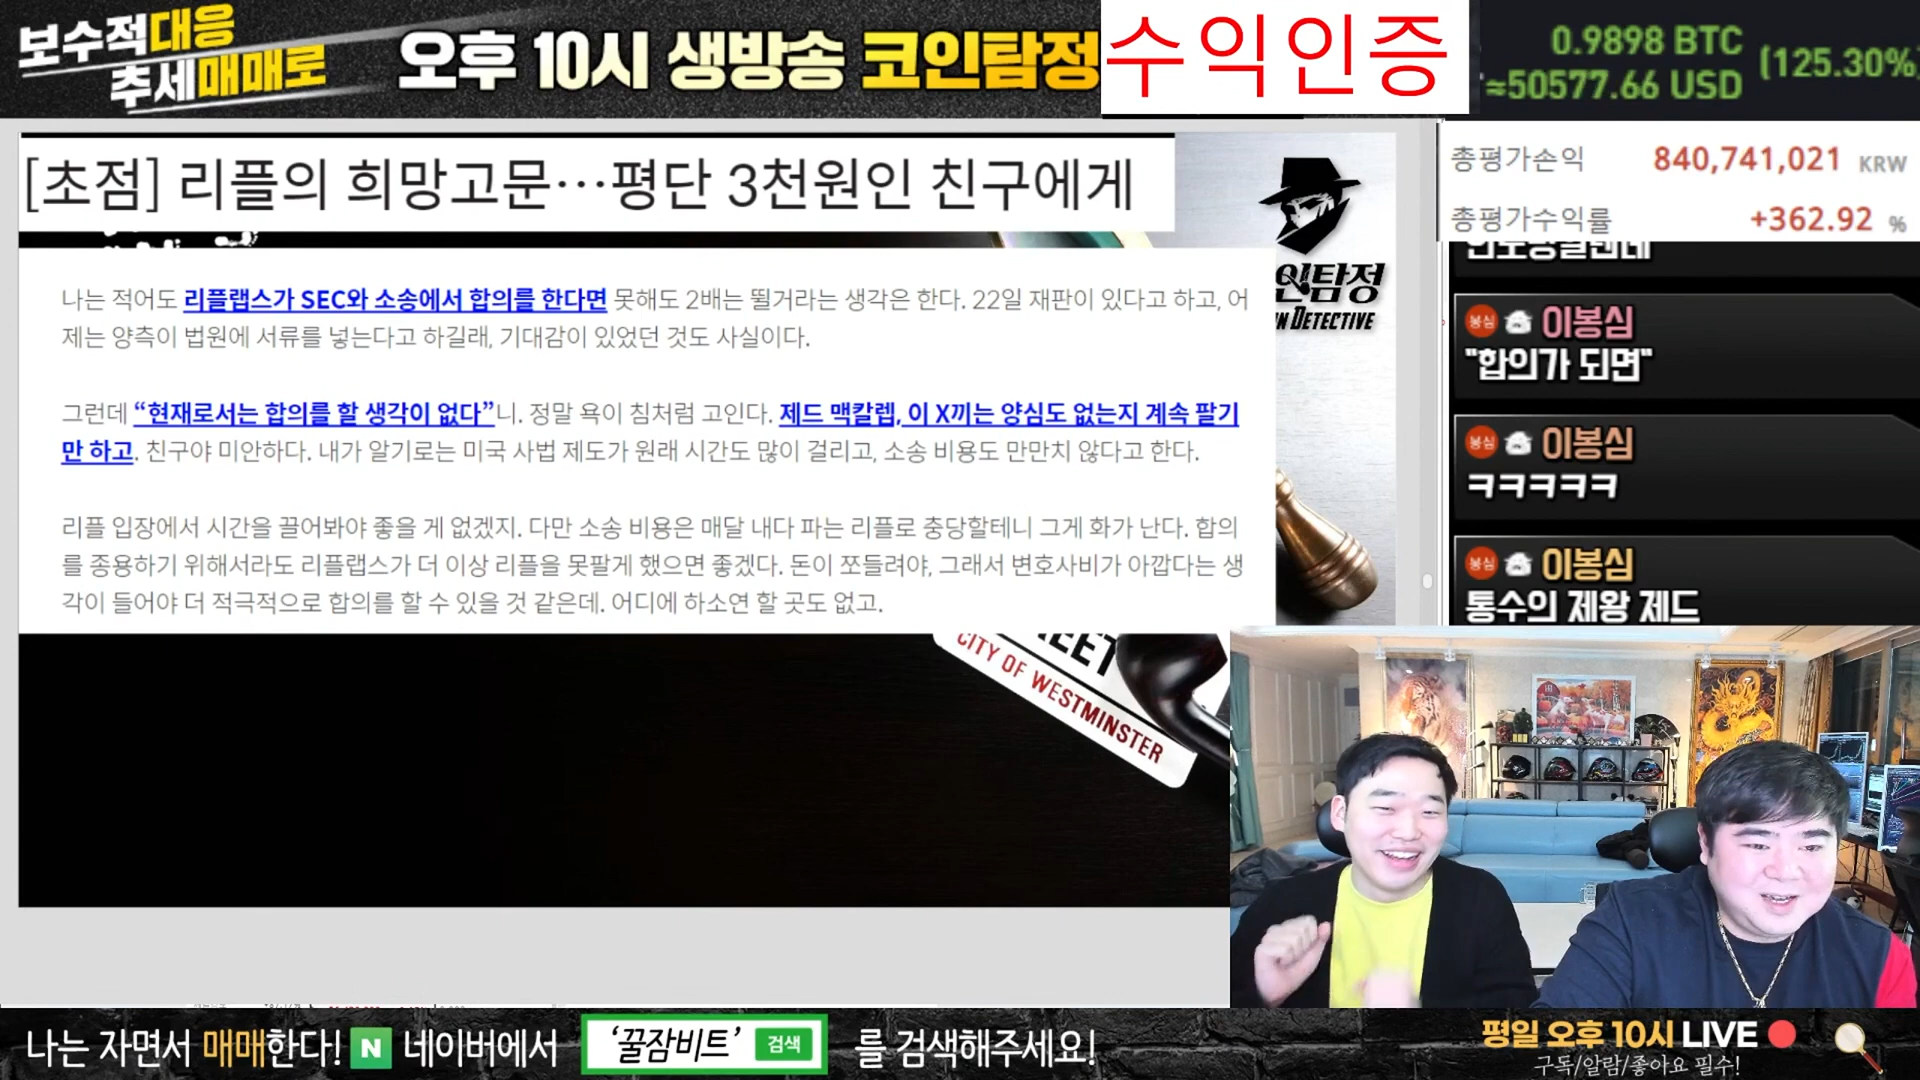 보수적대응
추세매매로
오후 10시 생방송 코인탐정
수익인증
0.9898 BTC
≈50577.66 USD
(125.30%
총평가손익 840,741,021 KRW
총평가수익률 +362.92 %
[초점] 리플의 희망고문…평단 3천원인 친구에게
인탐정
N DETECTIVE
나는 적어도 리플랩스가 SEC와 소송에서 합의를 한다면 못해도 2배는 뛸거라는 생각은 한다. 22일 재판이 있다고 하고, 어
제는 양측이 법원에 서류를 넣는다고 하길래, 기대감이 있었던 것도 사실이다.
그런데 “현재로서는 합의를 할 생각이 없다”니. 정말 욕이 침처럼 고인다. 제드 맥칼렙, 이 X끼는 양심도 없는지 계속 팔기
만 하고. 친구야 미안하다. 내가 알기로는 미국 사법 제도가 원래 시간도 많이 걸리고, 소송 비용도 만만치 않다고 한다.
리플 입장에서 시간을 끌어봐야 좋을 게 없겠지. 다만 소송 비용은 매달 내다 파는 리플로 충당할테니 그게 화가 난다. 합의
를 종용하기 위해서라도 리플랩스가 더 이상 리플을 못팔게 했으면 좋겠다. 돈이 쪼들려야, 그래서 변호사비가 아깝다는 생
각이 들어야 더 적극적으로 합의를 할 수 있을 것 같은데. 어디에 하소연 할 곳도 없고.
봉심 이봉심
"합의가 되면"
봉심 이봉심
ㅋㅋㅋㅋㅋ
봉심 이봉심
통수의 제왕 제드
CITY OF WESTMINSTER
나는 자면서 매매한다! N 네이버에서 ‘꿀잠비트’ 검색 를 검색해주세요!
평일 오후 10시 LIVE
구독/알람/좋아요 필수!